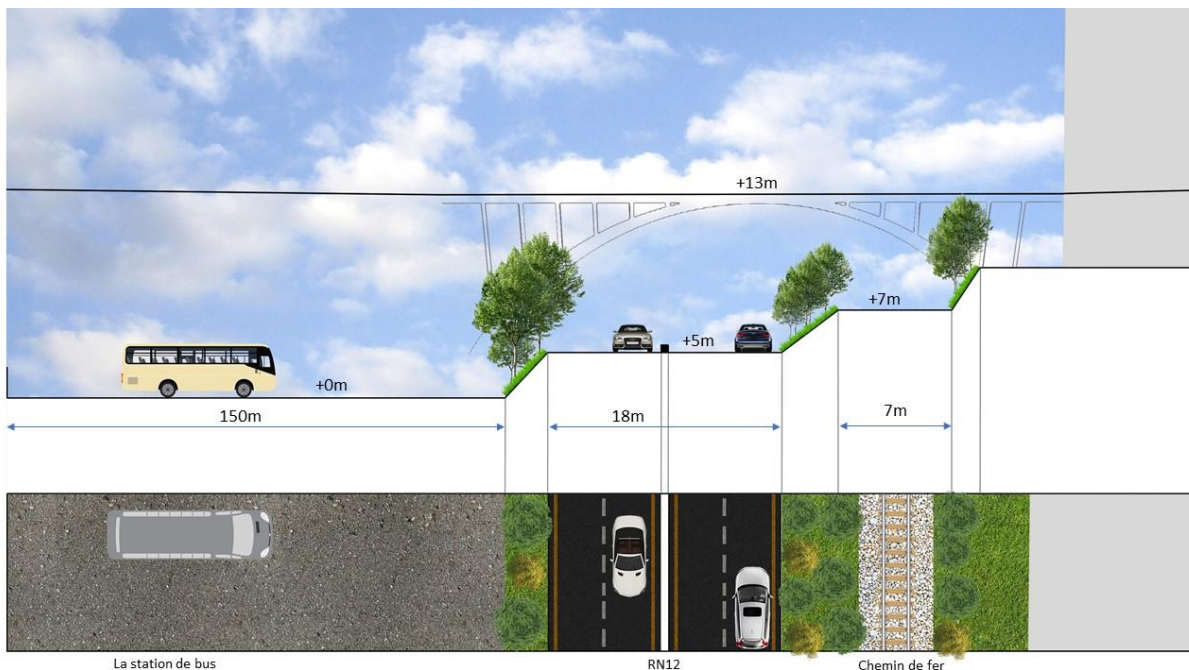 +13m
+7m
+5m
+0m
150m
18m
7m
La station de bus
RN12
Chemin de fer